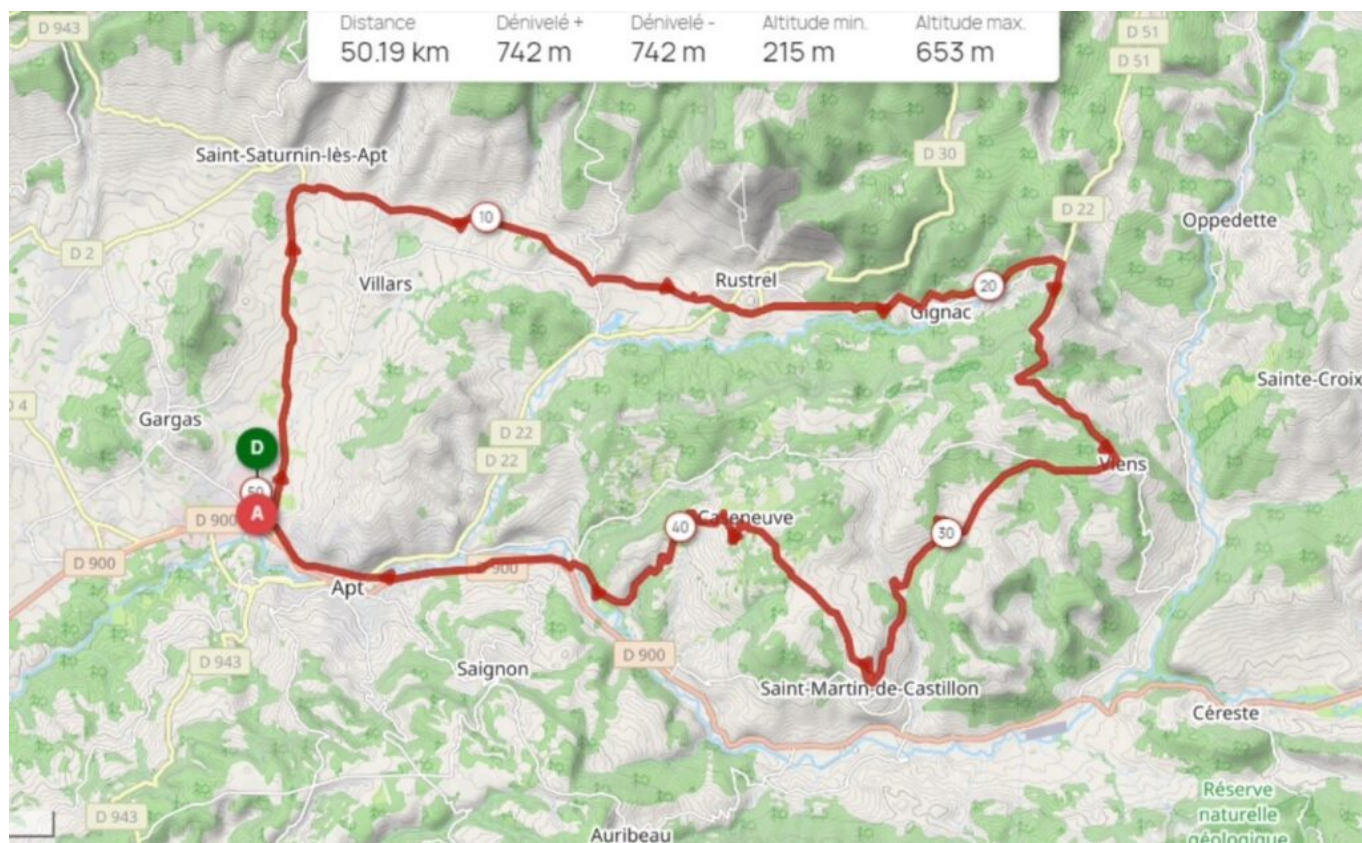 Distance
50.19 km
Dénivelé +
742 m
Dénivelé -
742 m
Altitude min.
215 m
Altitude max.
653 m
D 943
D 51
D 51
Saint-Saturnin-lès-Apt
D 30
D 22
10
Oppedette
D 2
Villars
Rustrel
20
Gignac
Sainte-Croix
D 4
Gargas
D 22
D 22
D
50
A
D 900
Viens
Caseneuve
40
30
D 900
900
Apt
D 900
D 943
Saignon
Saint-Martin-de-Castillon
Céreste
D 943
Auribeau
Réserve
naturelle
géologique